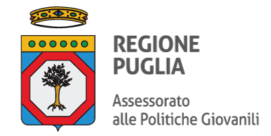 REGIONE
PUGLIA
Assessorato
alle Politiche Giovanili